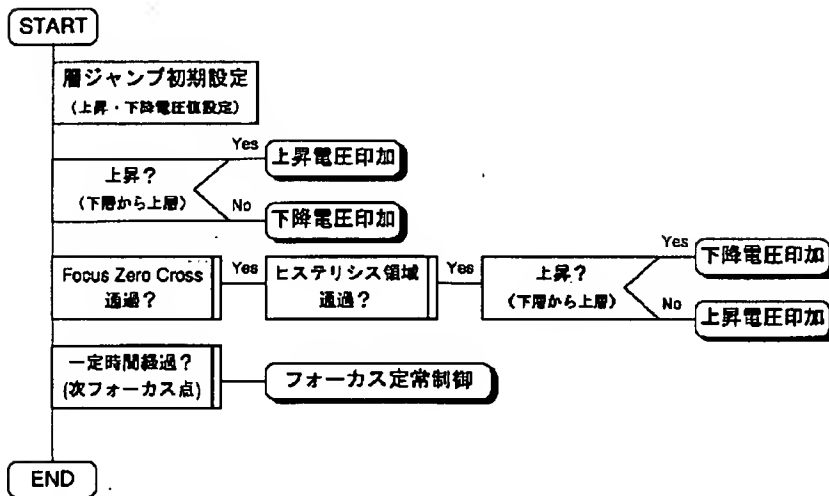 START
層ジャンプ初期設定
(上昇・下降電圧値設定)
上昇?
(下層から上層)
Yes
上昇電圧印加
No
下降電圧印加
Focus Zero Cross
通過?
Yes
ヒステリシス領域
通過?
Yes
上昇?
(下層から上層)
Yes
下降電圧印加
No
上昇電圧印加
一定時間経過?
(次フォーカス点)
フォーカス定常制御
END